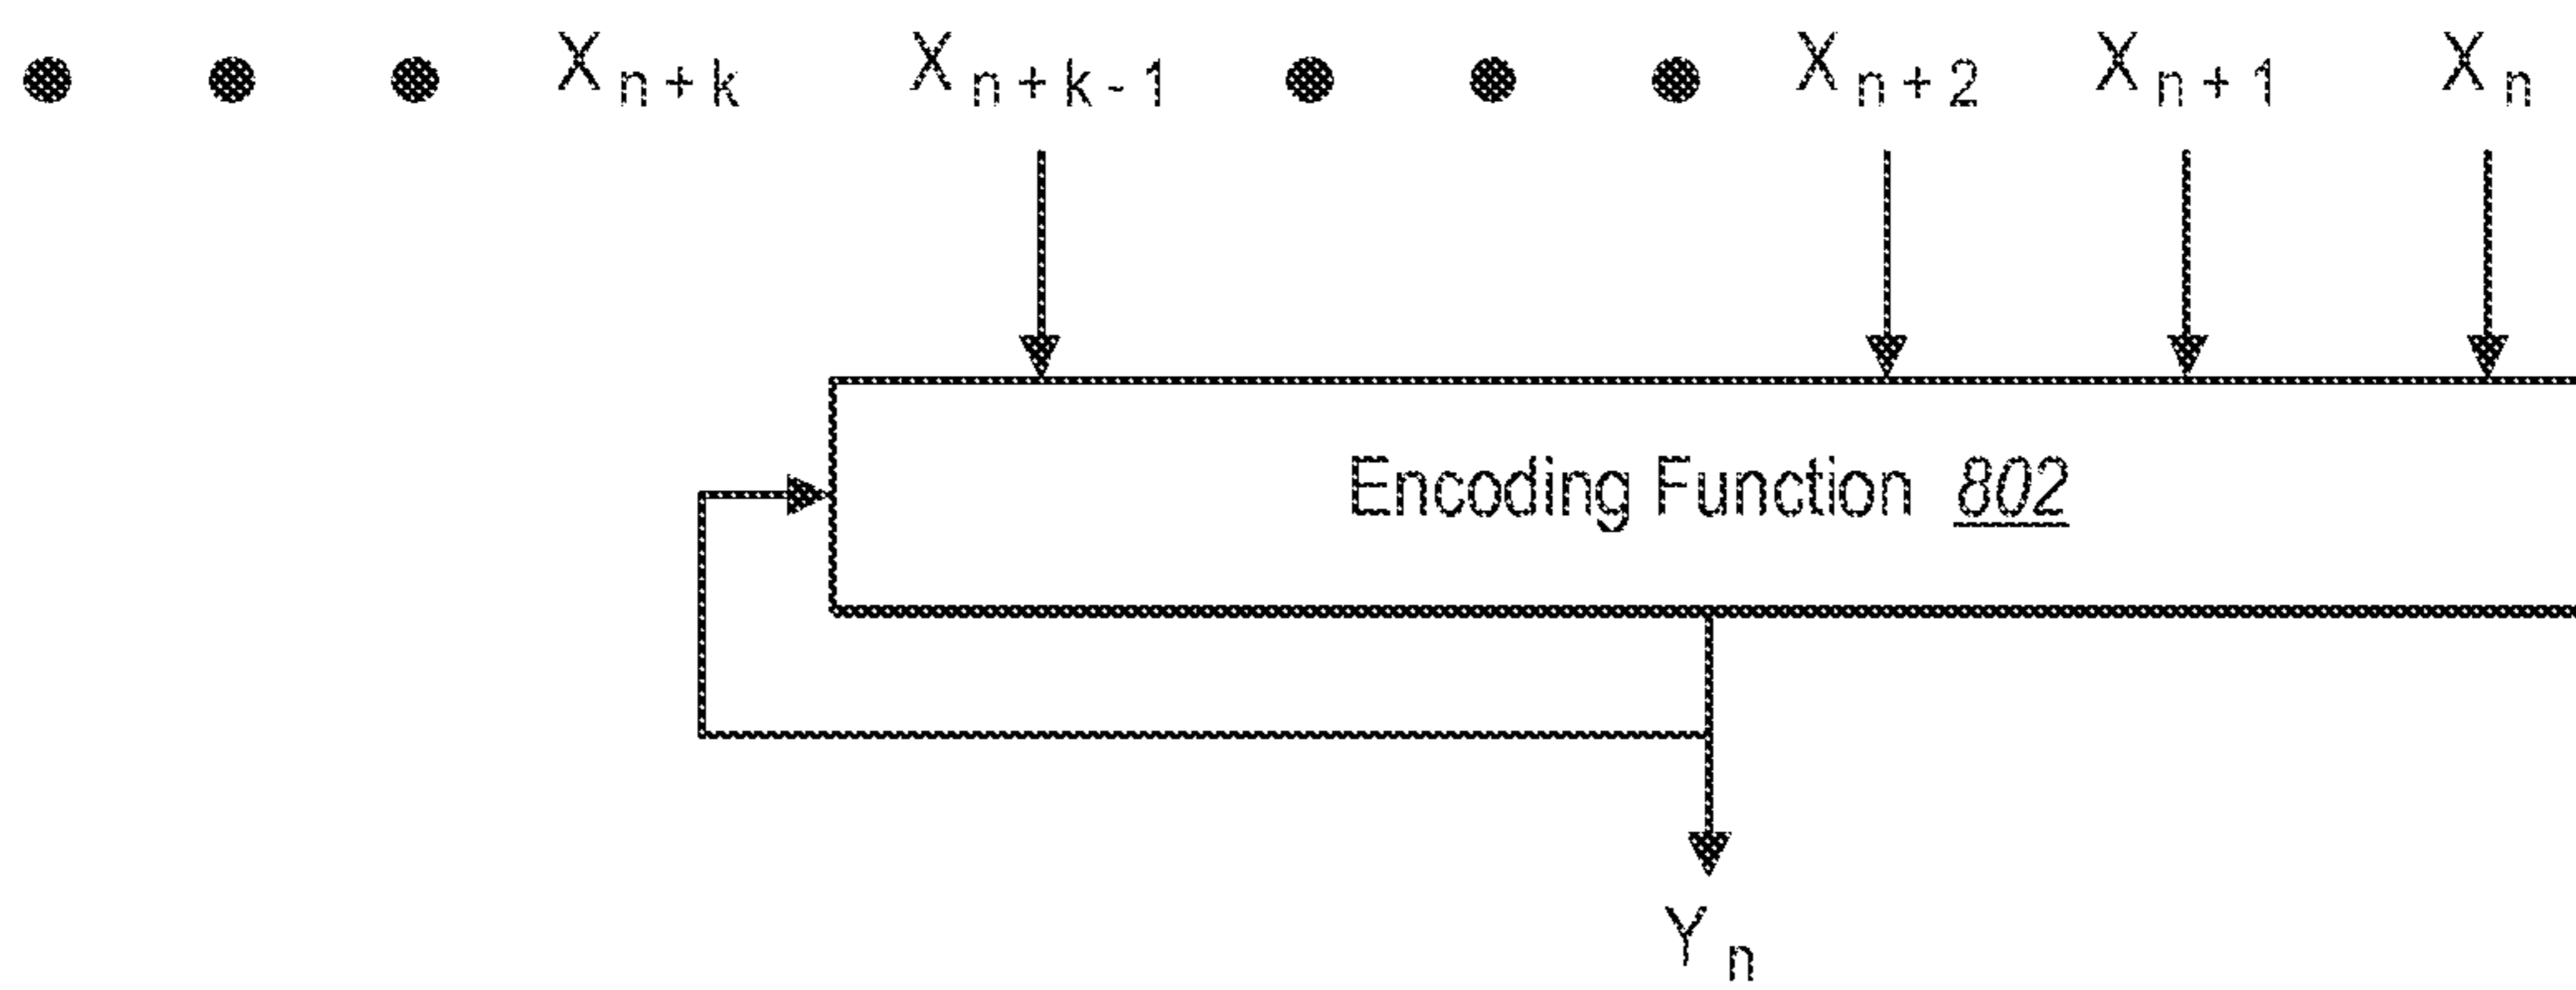 ● ● ● X n + k X n + k - 1 ● ● ● X n + 2 X n + 1 X n
Encoding Function 802
Y n